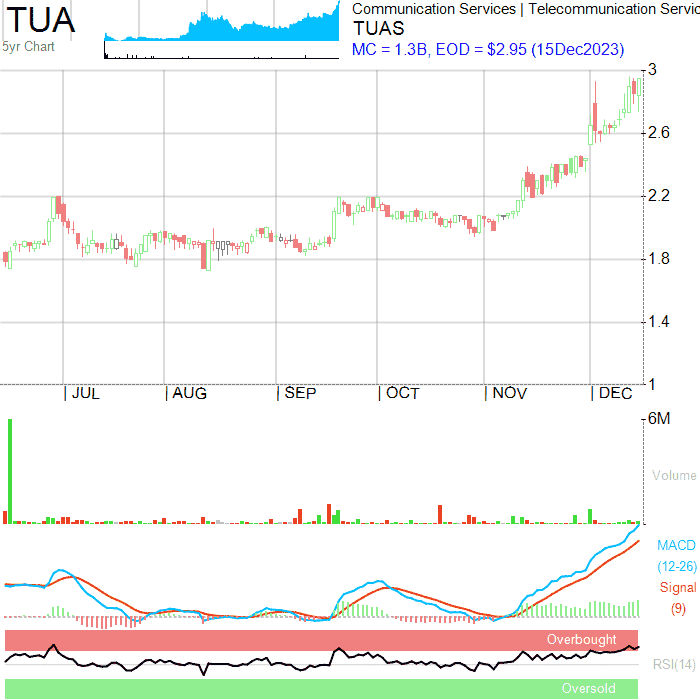 TUA
5yr Chart
Communication Services | Telecommunication Servic
TUAS
MC = 1.3B, EOD = $2.95 (15Dec2023)
3
2.6
2.2
1.8
1.4
1
| JUL | AUG | SEP | OCT | NOV | DEC
6M
Volume
MACD
(12-26)
Signal
(9)
Overbought
RSI(14)
Oversold